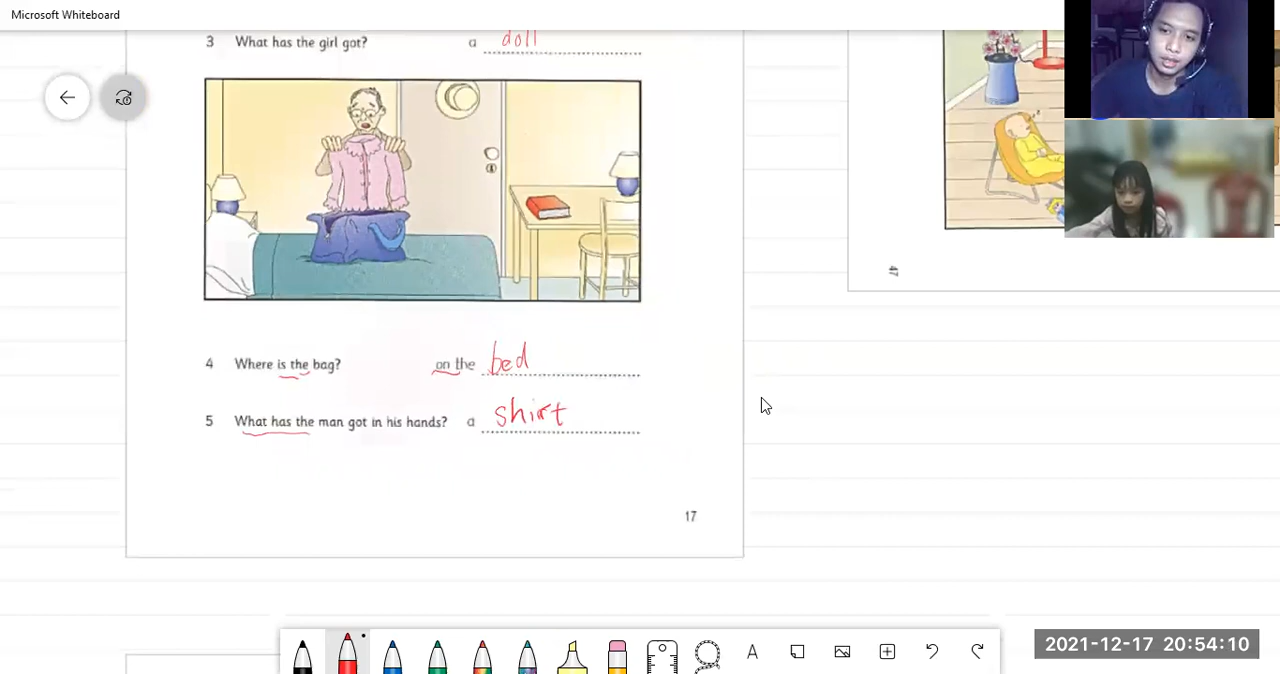 Microsoft Whiteboard
3 What has the girl got? a doll
4 Where is the bag? on the bed
5 What has the man got in his hands? a shirt
17
47
A
2021-12-17 20:54:10